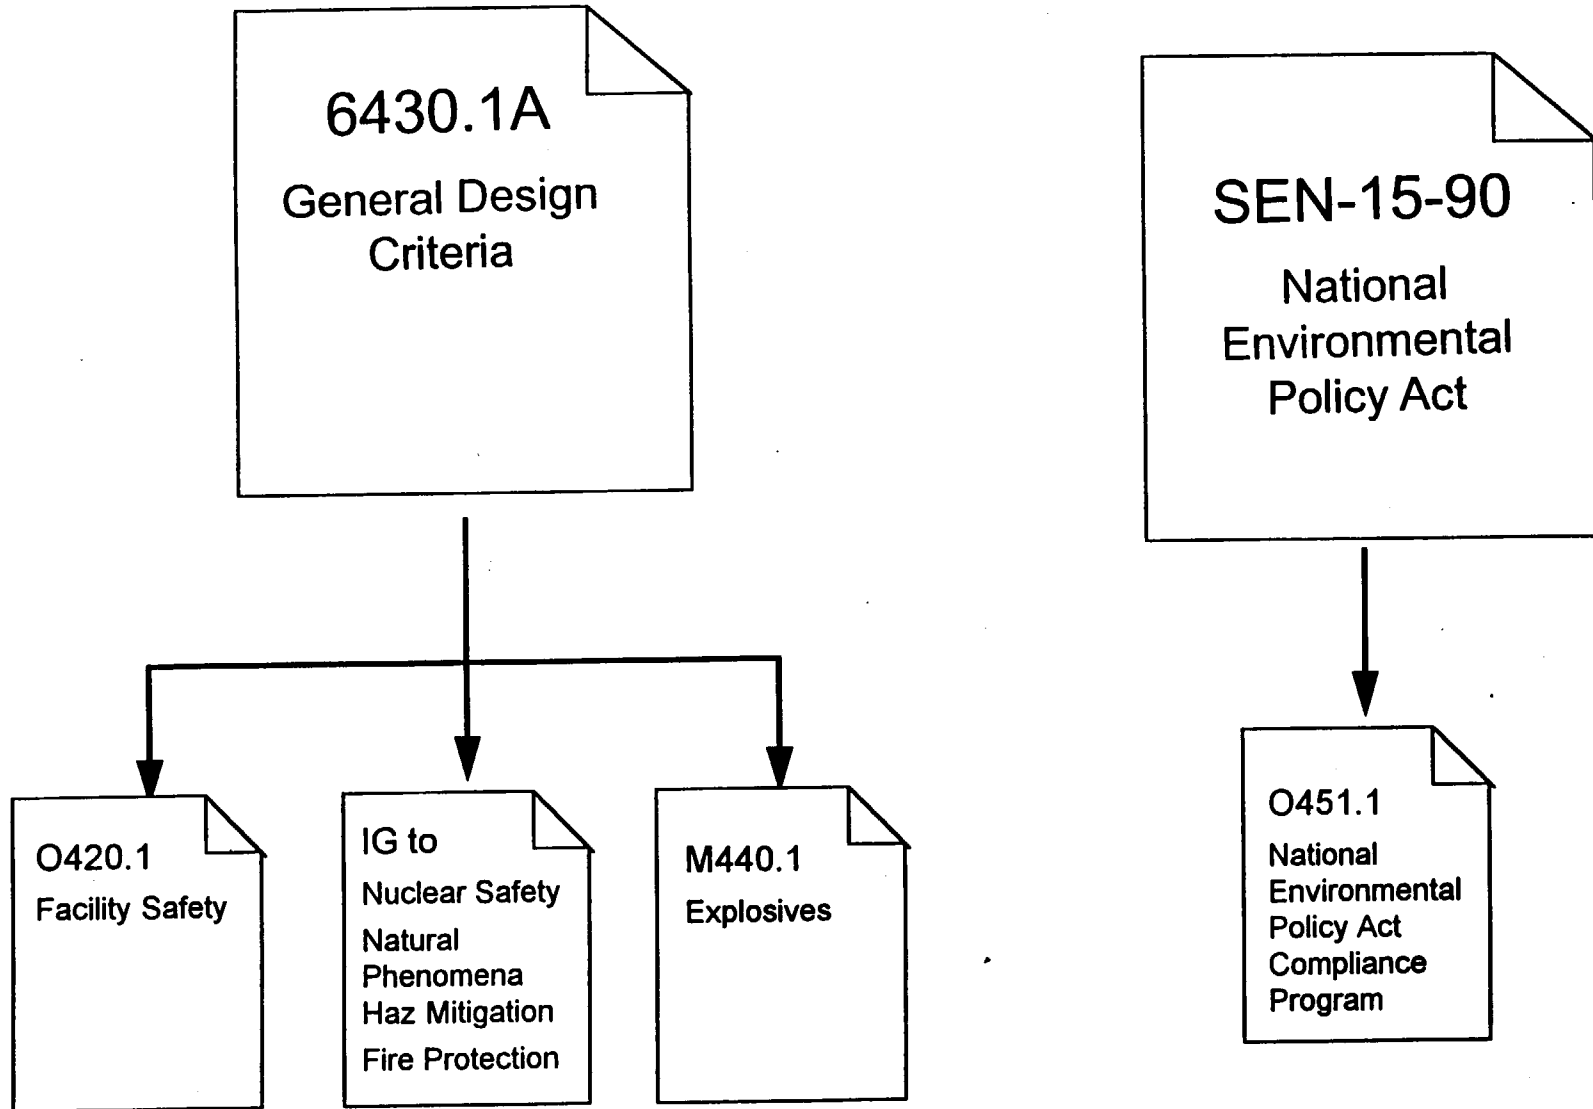 6430.1A
General Design
Criteria
SEN-15-90
National
Environmental
Policy Act
O420.1
Facility Safety
IG to
Nuclear Safety
Natural
Phenomena
Haz Mitigation
Fire Protection
M440.1
Explosives
O451.1
National
Environmental
Policy Act
Compliance
Program